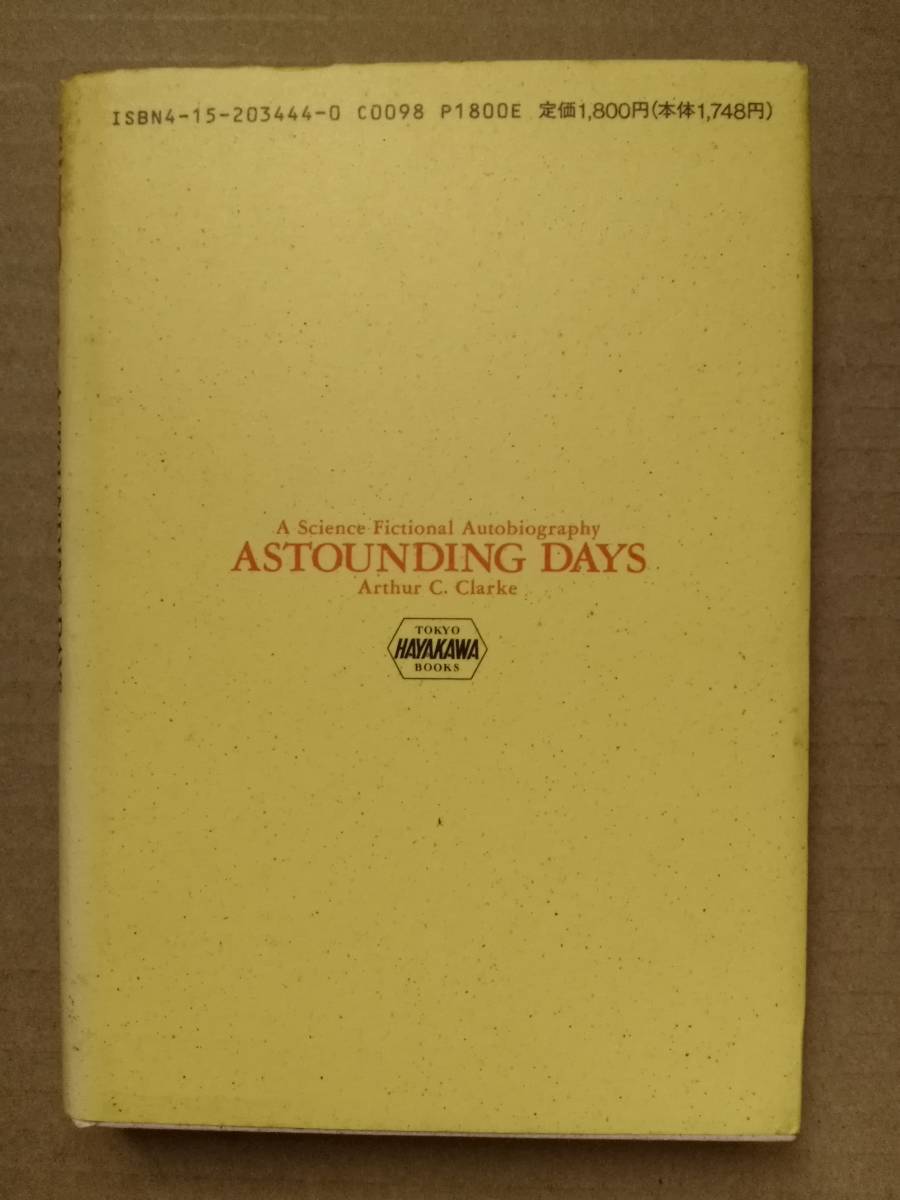 ISBN4-15-203444-0 C0098 P1800E 定価1,800円(本体1,748円)
A Science Fictional Autobiography
ASTOUNDING DAYS
Arthur C. Clarke
TOKYO
HAYAKAWA
BOOKS